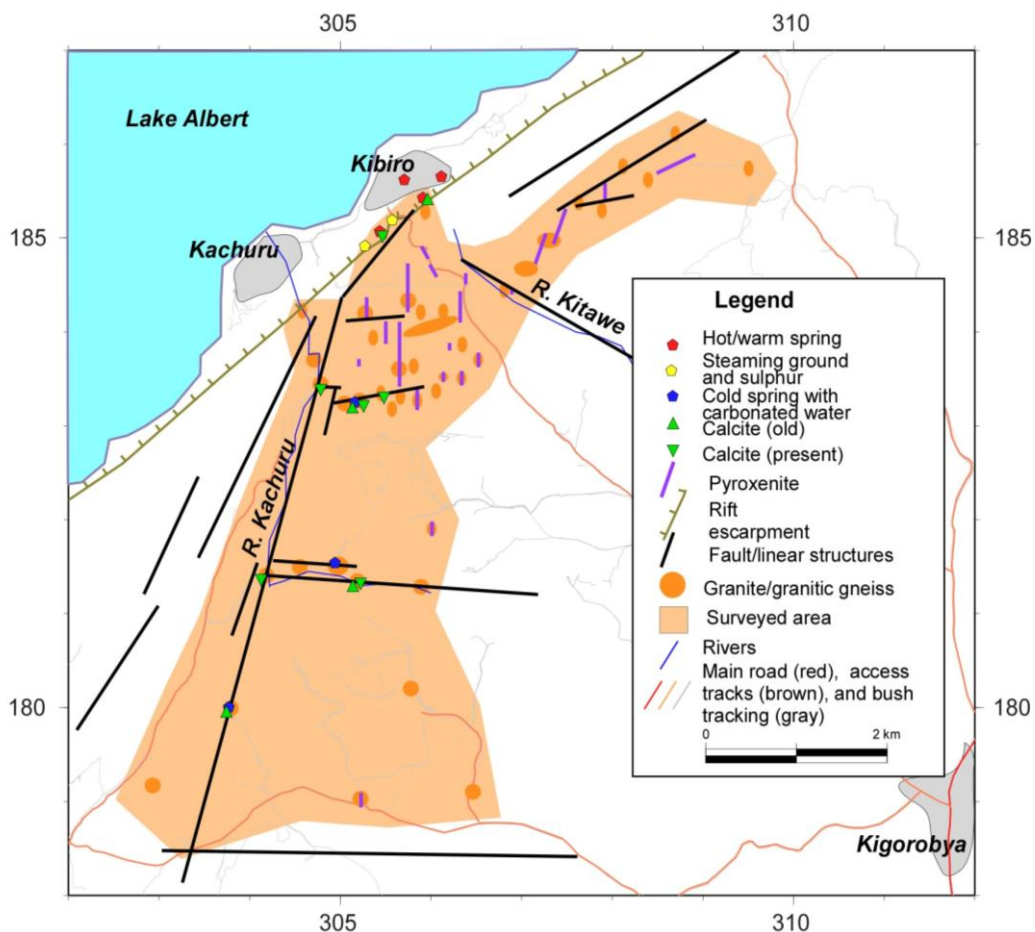 305
310
Lake Albert
Kibiro
185
Kachuru
185
R. Kitawe
Legend
Hot/warm spring
Steaming ground
and sulphur
Cold spring with
carbonated water
Calcite (old)
Calcite (present)
Pyroxenite
Rift
escarpment
Fault/linear structures
Granite/granitic gneiss
Surveyed area
Rivers
Main road (red), access
tracks (brown), and bush
tracking (gray)
0
2 km
R. Kachuru
180
180
Kigorobya
305
310